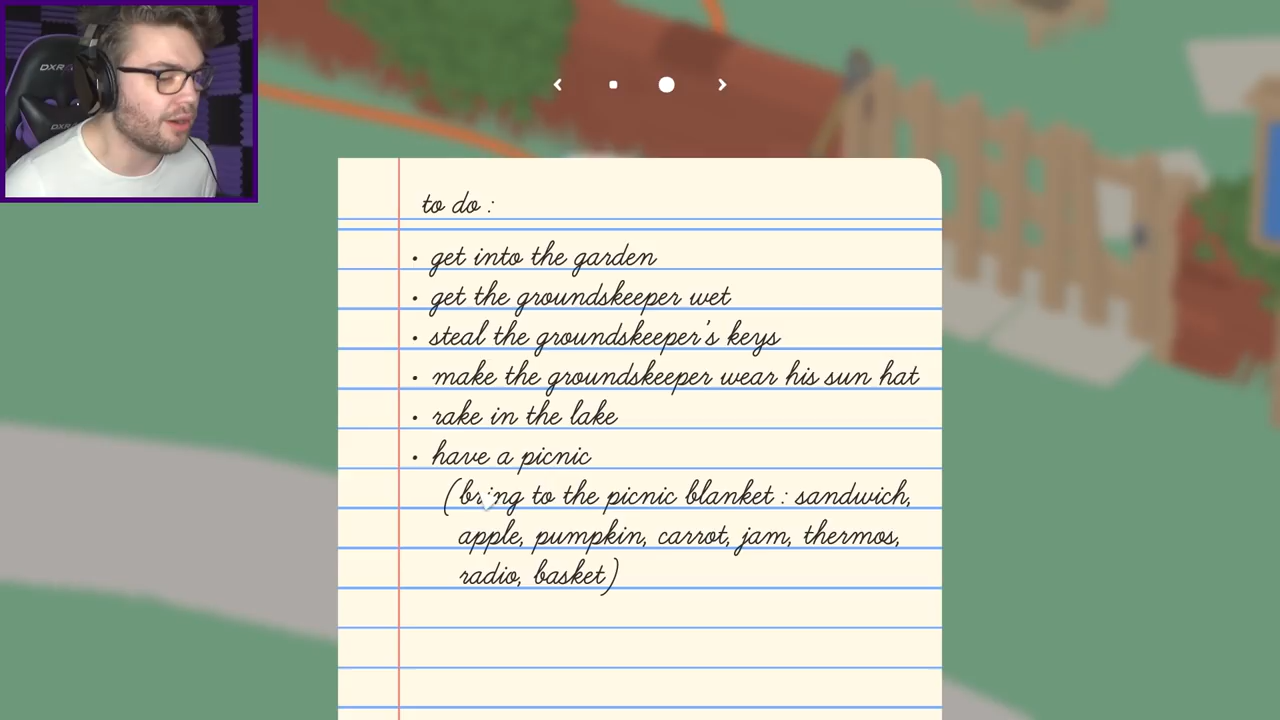 DXR
DXR
to do :
• get into the garden
• get the groundskeeper wet
• steal the groundskeeper's keys
• make the groundskeeper wear his sun hat
• rake in the lake
• have a picnic
(bring to the picnic blanket : sandwich,
apple, pumpkin, carrot, jam, thermos,
radio, basket)